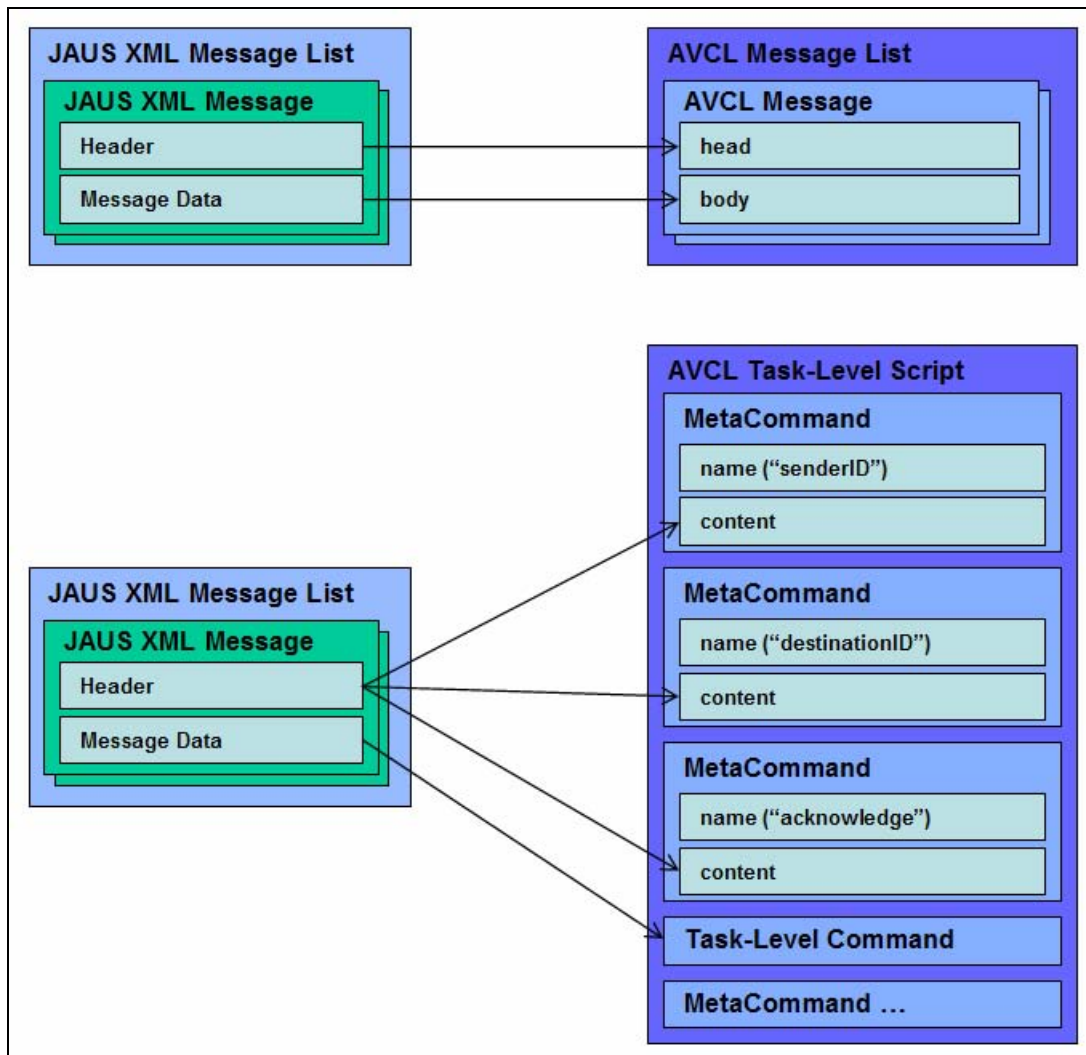 JAUS XML Message List
JAUS XML Message
Header
Message Data
AVCL Message List
AVCL Message
head
body
JAUS XML Message List
JAUS XML Message
Header
Message Data
AVCL Task-Level Script
MetaCommand
name (“senderID”)
content
MetaCommand
name (“destinationID”)
content
MetaCommand
name (“acknowledge”)
content
Task-Level Command
MetaCommand …